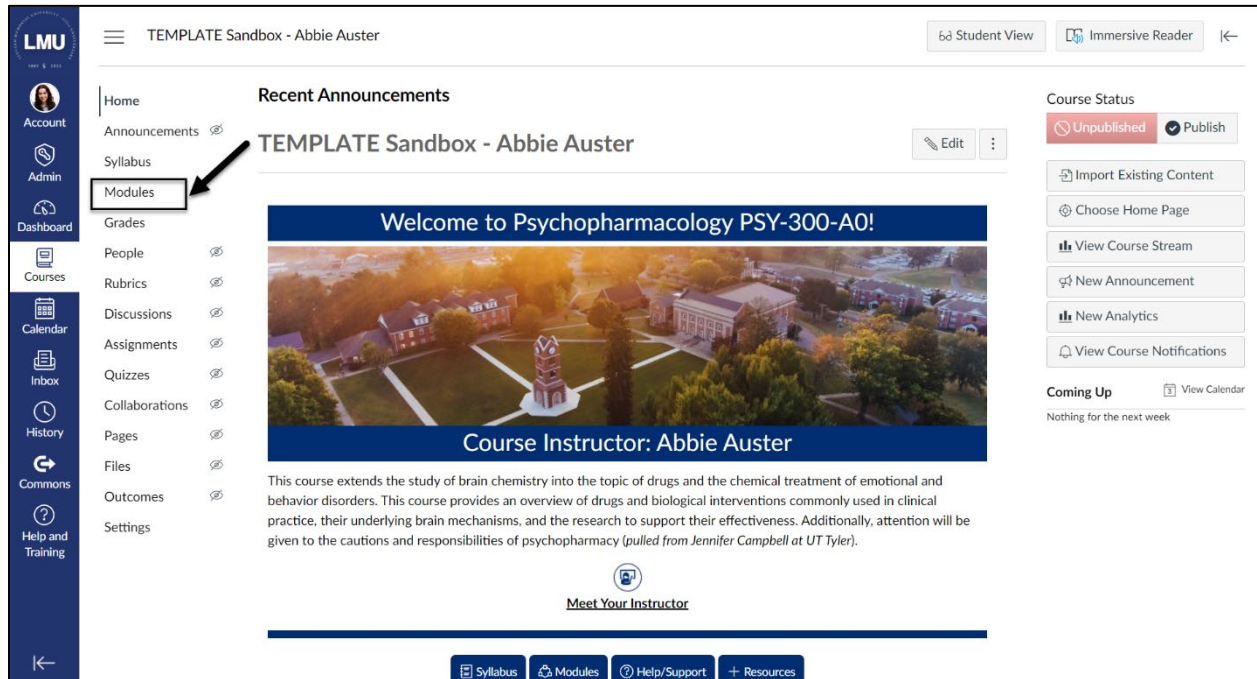 LMU
TEMPLATE Sandbox - Abbie Auster
Student View
Immersive Reader
Account
Admin
Dashboard
Courses
Calendar
Inbox
History
Commons
Help and
Training
Home
Announcements
Syllabus
Modules
Grades
People
Rubrics
Discussions
Assignments
Quizzes
Collaborations
Pages
Files
Outcomes
Settings
Recent Announcements
TEMPLATE Sandbox - Abbie Auster
Edit
Welcome to Psychopharmacology PSY-300-A0!
Course Instructor: Abbie Auster
This course extends the study of brain chemistry into the topic of drugs and the chemical treatment of emotional and
behavior disorders. This course provides an overview of drugs and biological interventions commonly used in clinical
practice, their underlying brain mechanisms, and the research to support their effectiveness. Additionally, attention will be
given to the cautions and responsibilities of psychopharmacy (pulled from Jennifer Campbell at UT Tyler).
Meet Your Instructor
Syllabus
Modules
Help/Support
+ Resources
Course Status
Unpublished
Publish
Import Existing Content
Choose Home Page
View Course Stream
New Announcement
New Analytics
View Course Notifications
Coming Up
View Calendar
Nothing for the next week